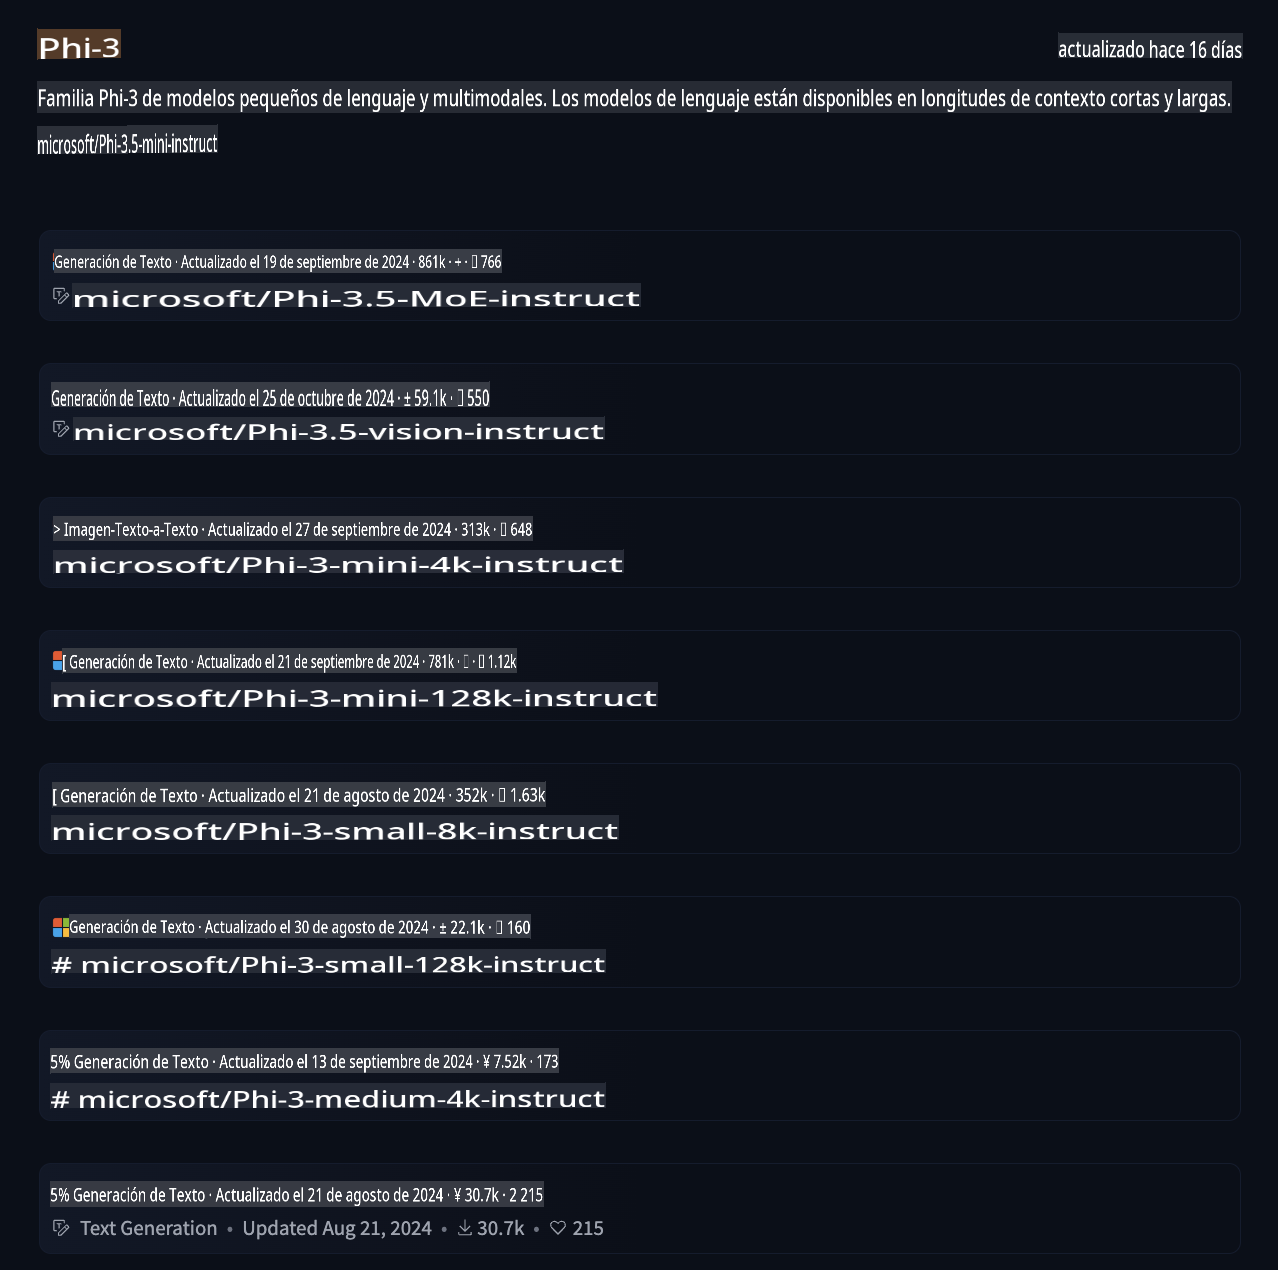 Phi-3
actualizado hace 16 días
Familia Phi-3 de modelos pequeños de lenguaje y multimodales. Los modelos de lenguaje están disponibles en longitudes de contexto cortas y largas.
microsoft/Phi-3.5-mini-instruct
Generación de Texto · Actualizado el 19 de septiembre de 2024 · 861k · + · 766
microsoft/Phi-3.5-MoE-instruct
Generación de Texto · Actualizado el 25 de octubre de 2024 · ± 59.1k · 550
microsoft/Phi-3.5-vision-instruct
> Imagen-Texto-a-Texto · Actualizado el 27 de septiembre de 2024 · 313k · 648
microsoft/Phi-3-mini-4k-instruct
[ Generación de Texto · Actualizado el 21 de septiembre de 2024 · 781k · · 1.12k
microsoft/Phi-3-mini-128k-instruct
[ Generación de Texto · Actualizado el 21 de agosto de 2024 · 352k · 1.63k
microsoft/Phi-3-small-8k-instruct
Generación de Texto · Actualizado el 30 de agosto de 2024 · ± 22.1k · 160
# microsoft/Phi-3-small-128k-instruct
5% Generación de Texto · Actualizado el 13 de septiembre de 2024 · ¥ 7.52k · 173
# microsoft/Phi-3-medium-4k-instruct
5% Generación de Texto · Actualizado el 21 de agosto de 2024 · ¥ 30.7k · 2 215
Text Generation • Updated Aug 21, 2024 • 30.7k • 215